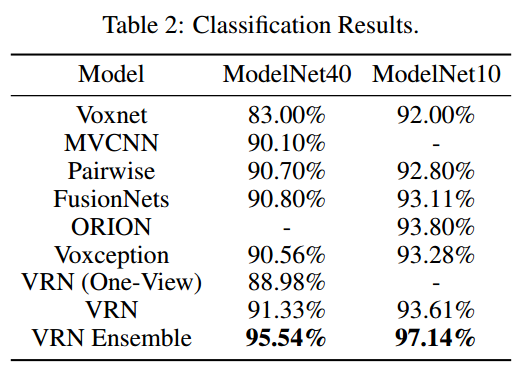 Table 2: Classification Results.
Model ModelNet40 ModelNet10
Voxnet 83.00% 92.00%
MVCNN 90.10% -
Pairwise 90.70% 92.80%
FusionNets 90.80% 93.11%
ORION - 93.80%
Voxception 90.56% 93.28%
VRN (One-View) 88.98% -
VRN 91.33% 93.61%
VRN Ensemble 95.54% 97.14%